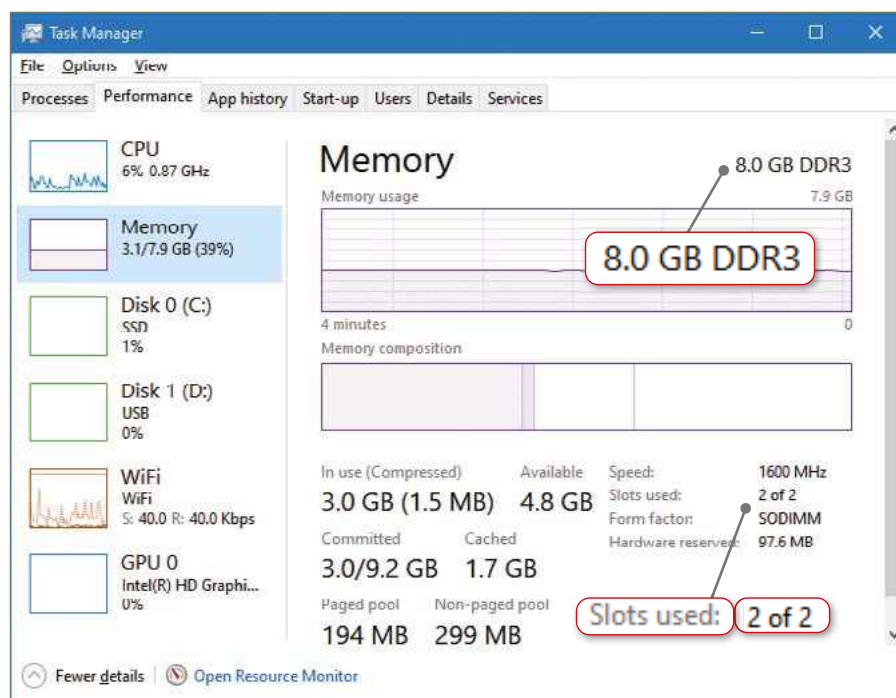 Task Manager
File Options View
Processes Performance App history Start-up Users Details Services
CPU
6% 0.87 GHz
Memory
3.1/7.9 GB (39%)
Disk 0 (C:)
SSD
1%
Disk 1 (D:)
USB
0%
WiFi
WiFi
S: 40.0 R: 40.0 Kbps
GPU 0
Intel(R) HD Graphi...
0%
Memory 8.0 GB DDR3
Memory usage 7.9 GB
8.0 GB DDR3
4 minutes 0
Memory composition
In use (Compressed) Available
3.0 GB (1.5 MB) 4.8 GB
Committed Cached
3.0/9.2 GB 1.7 GB
Paged pool Non-paged pool
194 MB 299 MB
Speed: 1600 MHz
Slots used: 2 of 2
Form factor: SODIMM
Hardware reserved: 97.6 MB
Slots used: 2 of 2
Fewer details Open Resource Monitor